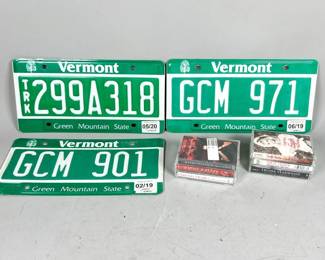 Vermont
TRK 299A318
05/20
Green Mountain State
Vermont
GCM 971
06/19
Green Mountain State
Vermont
GCM 901
02/19
Green Mountain State